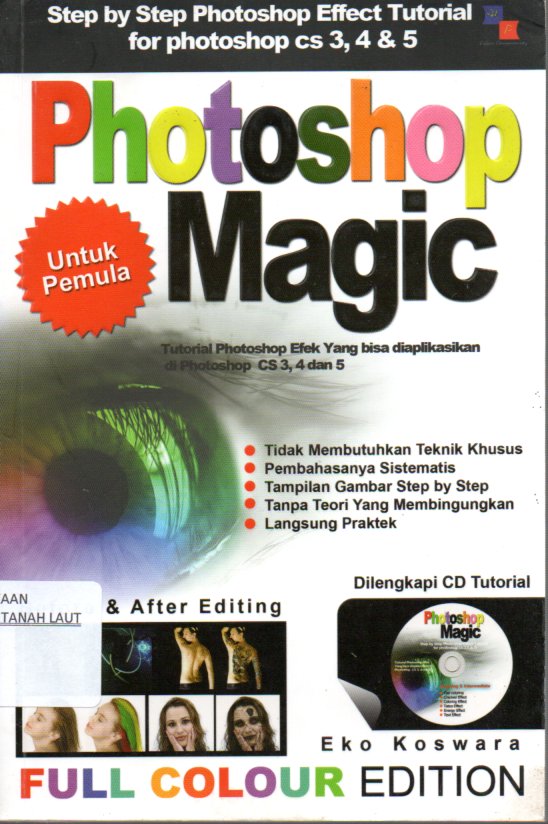 Step by Step Photoshop Effect Tutorial
for photoshop cs 3, 4 & 5
Photoshop
Magic
Untuk
Pemula
Tutorial Photoshop Efek Yang bisa diaplikasikan
di Photoshop CS 3, 4 dan 5
Tidak Membutuhkan Teknik Khusus
Pembahasanya Sistematis
Tampilan Gambar Step by Step
Tanpa Teori Yang Membingungkan
Langsung Praktek
AAN
TANAH LAUT
& After Editing
Dilengkapi CD Tutorial
Photoshop
Magic
Eko Koswara
FULL COLOUR EDITION